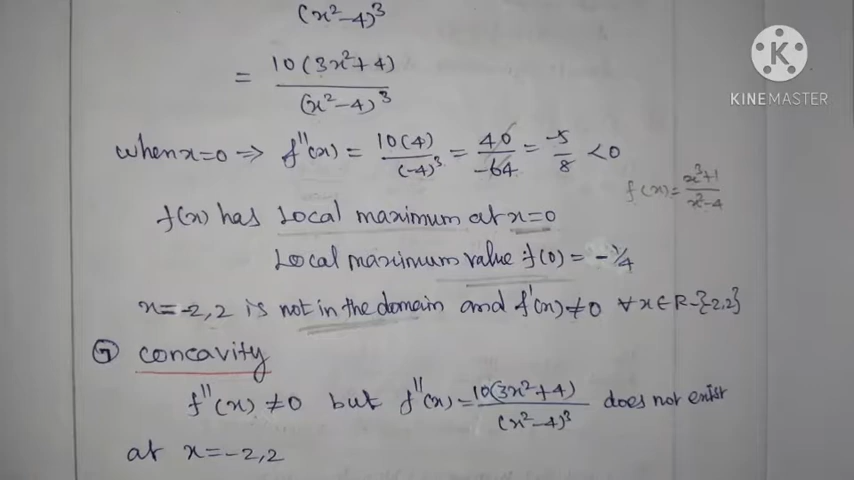 (x²-4)³
= 10(3x²+4) / (x²-4)³
when x=0 ⇒ f''(x) = 10(4) / (-4)³ = 40 / -64 = -5 / 8 < 0
f(x) = x³+1 / x²-4
f(x) has Local maximum at x=0
Local maximum value f(0) = -1/4
x=-2,2 is not in the domain and f'(x) ≠ 0 ∀ x ∈ R-{-2,2}
⑦ concavity
f''(x) ≠ 0 but f''(x) = 10(3x²+4) / (x²-4)³ does not exist
at x=-2,2
KINEMASTER